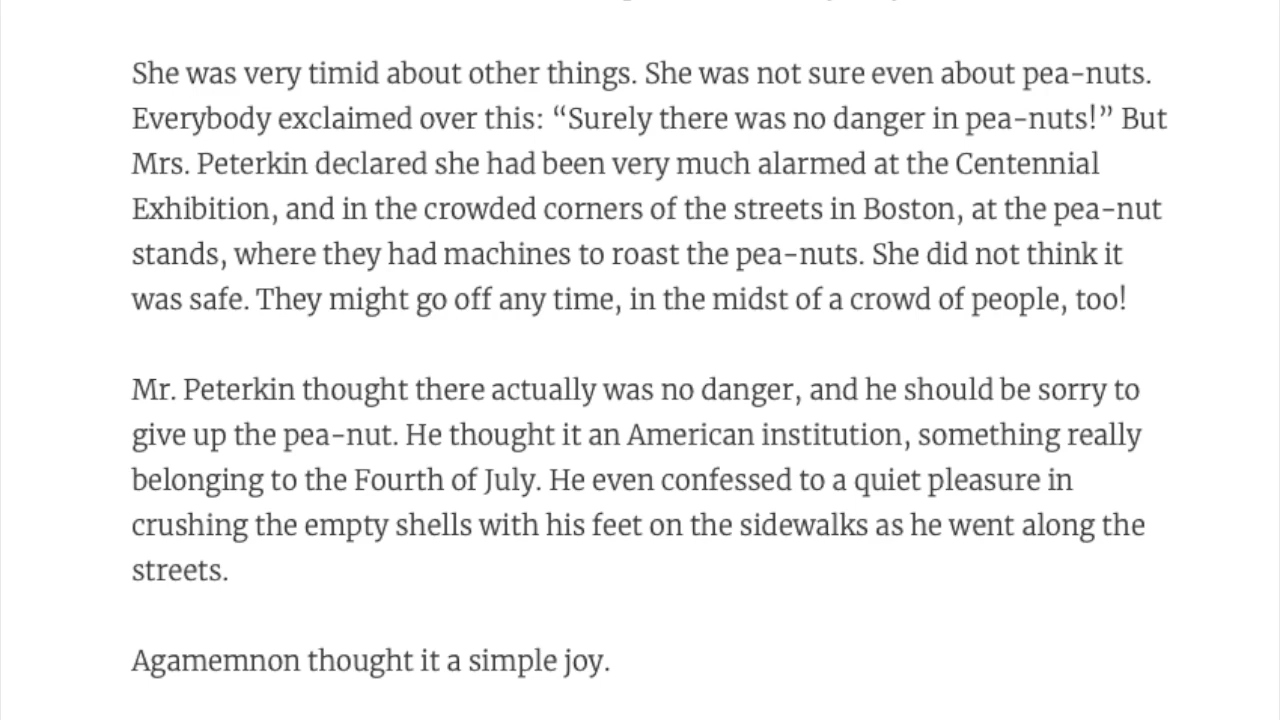 She was very timid about other things. She was not sure even about pea-nuts.
Everybody exclaimed over this: “Surely there was no danger in pea-nuts!” But
Mrs. Peterkin declared she had been very much alarmed at the Centennial
Exhibition, and in the crowded corners of the streets in Boston, at the pea-nut
stands, where they had machines to roast the pea-nuts. She did not think it
was safe. They might go off any time, in the midst of a crowd of people, too!
Mr. Peterkin thought there actually was no danger, and he should be sorry to
give up the pea-nut. He thought it an American institution, something really
belonging to the Fourth of July. He even confessed to a quiet pleasure in
crushing the empty shells with his feet on the sidewalks as he went along the
streets.
Agamemnon thought it a simple joy.